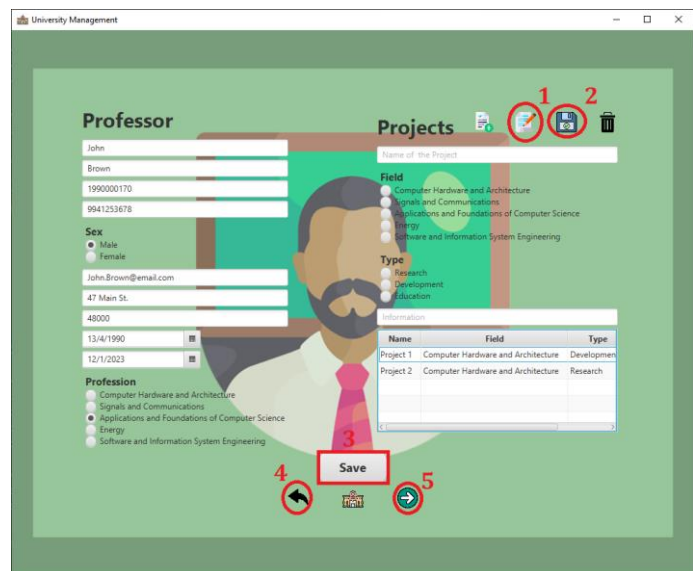 University Management
Professor
John
Brown
1990000170
9941253678
Sex
Male
Female
John.Brown@email.com
47 Main St.
48000
13/4/1990
12/1/2023
Profession
Computer Hardware and Architecture
Signals and Communications
Applications and Foundations of Computer Science
Energy
Software and Information System Engineering
1
2
Projects
Name of the Project
Field
Computer Hardware and Architecture
Signals and Communications
Applications and Foundations of Computer Science
Energy
Software and Information System Engineering
Type
Research
Development
Education
Information
Name Field Type
Project 1 Computer Hardware and Architecture Developmen
Project 2 Computer Hardware and Architecture Research
3
Save
4
5